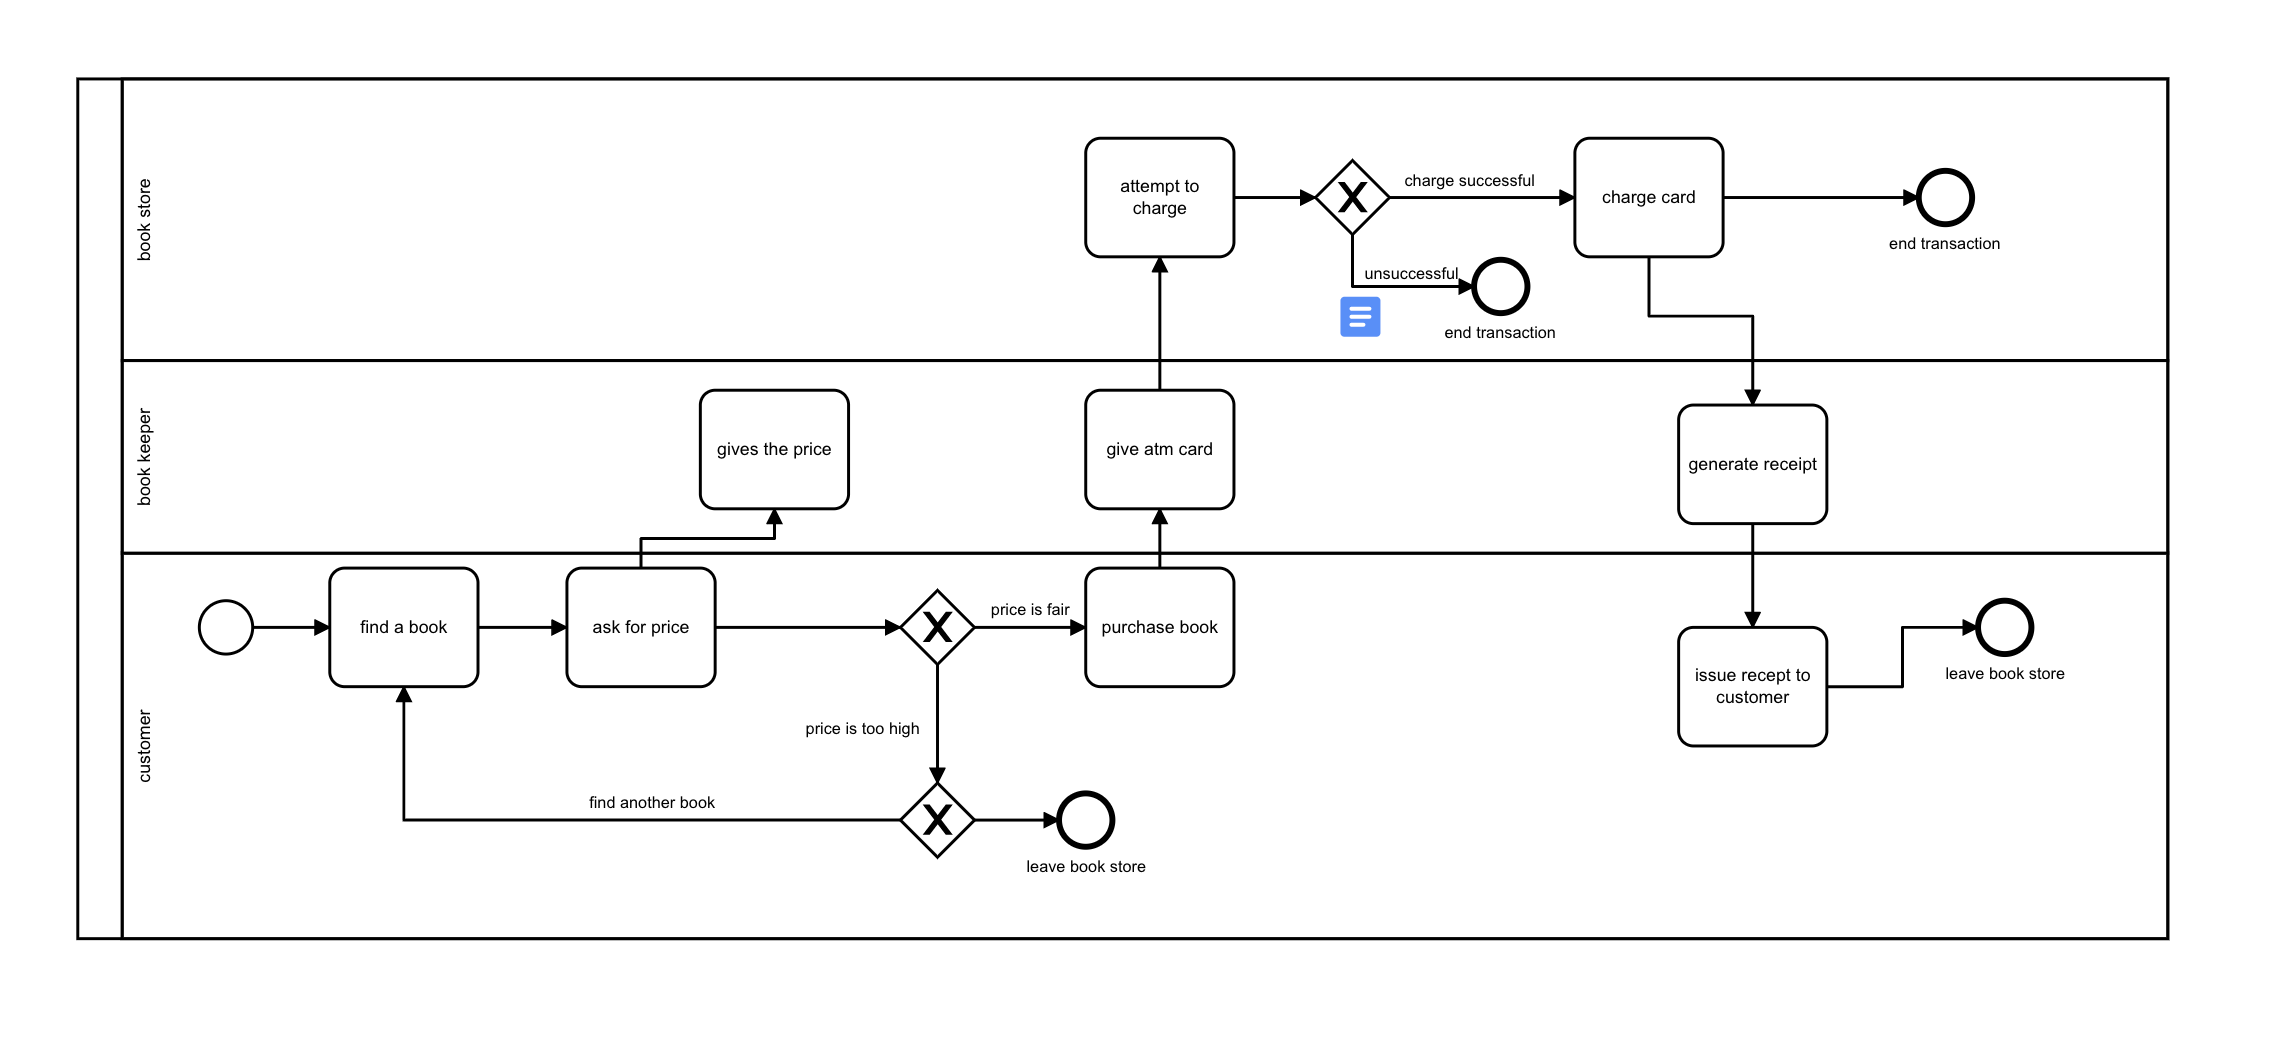 book store
attempt to
charge
charge successful
charge card
end transaction
unsuccessful
end transaction
book keeper
gives the price
give atm card
generate receipt
customer
find a book
ask for price
price is fair
purchase book
issue recept to
customer
leave book store
price is too high
find another book
leave book store
X
X
X